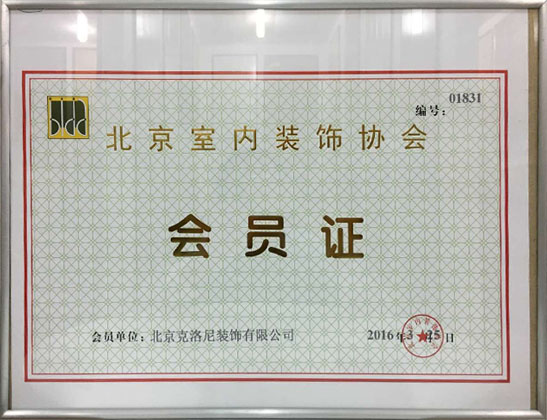 编号：01831
北京室内装饰协会
会员证
会员单位：北京克洛尼装饰有限公司
2016年3月25日